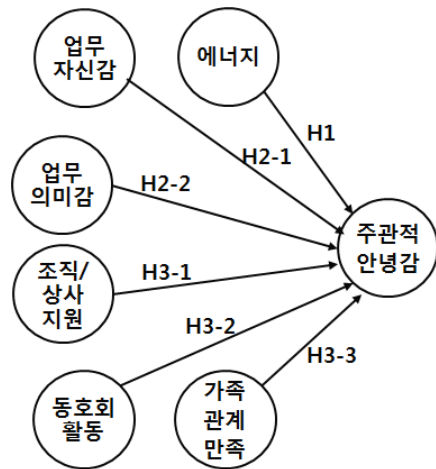 업무
자신감
에너지
H1
H2-1
업무
의미감
H2-2
주관적
안녕감
조직/
상사
지원
H3-1
H3-2
H3-3
동호회
활동
가족
관계
만족